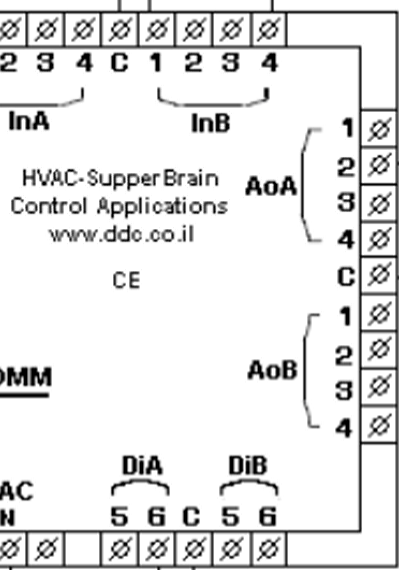 2 3 4 C 1 2 3 4
InA InB
HVAC-SupperBrain
Control Applications
www.ddc.co.il
CE
AoA
1
2
3
4
C
AoB
1
2
3
4
OMM
DiA DiB
AC
N
5 6 C 5 6